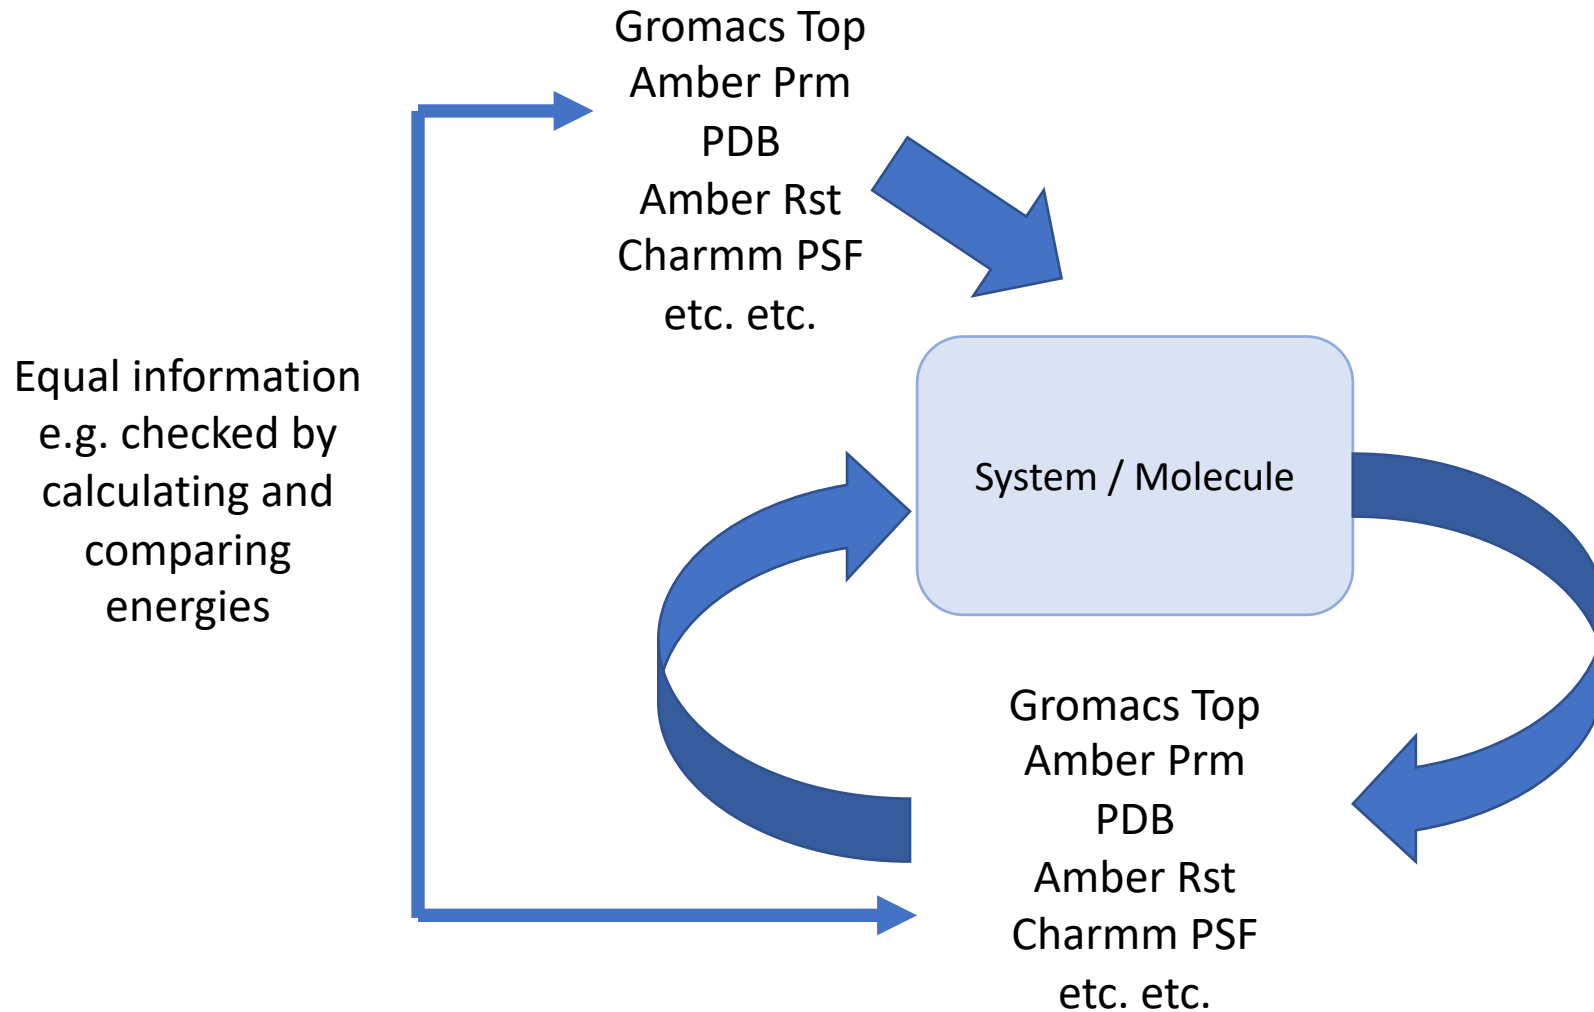 Gromacs Top
Amber Prm
PDB
Amber Rst
Charmm PSF
etc. etc.
Equal information
e.g. checked by
calculating and
comparing
energies
System / Molecule
Gromacs Top
Amber Prm
PDB
Amber Rst
Charmm PSF
etc. etc.